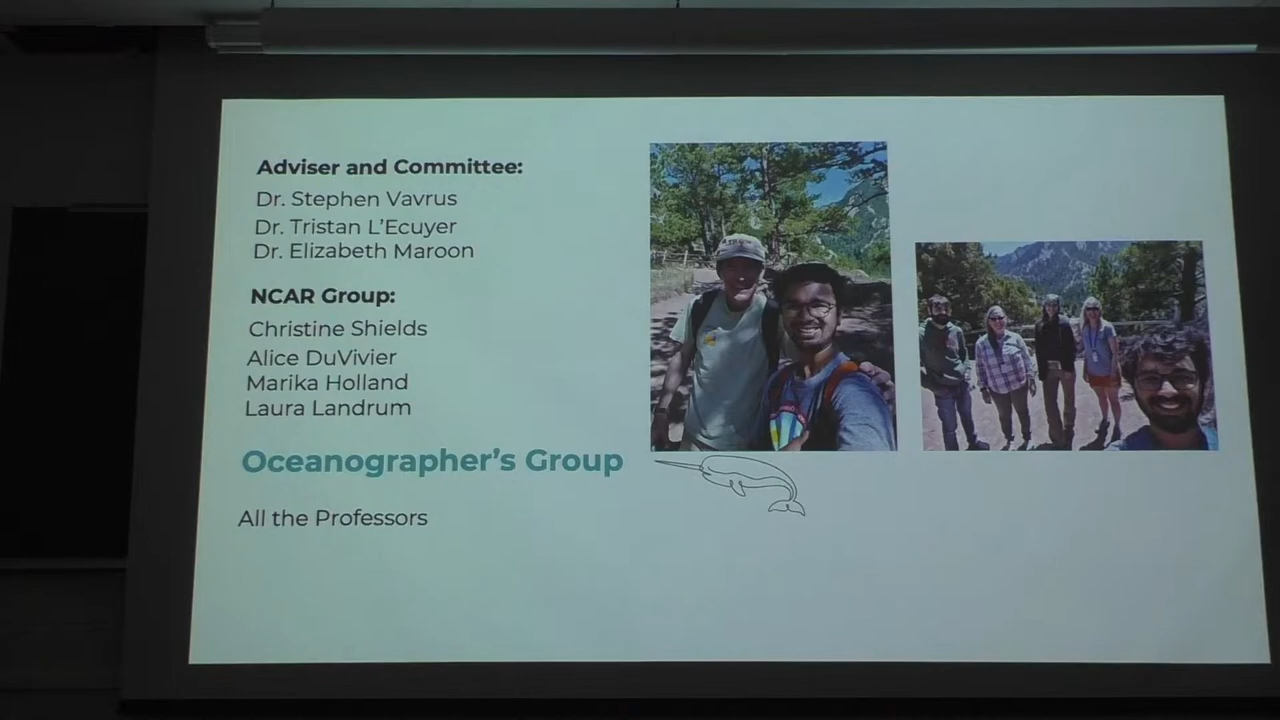 Adviser and Committee:
Dr. Stephen Vavrus
Dr. Tristan L'Ecuyer
Dr. Elizabeth Maroon
NCAR Group:
Christine Shields
Alice DuVivier
Marika Holland
Laura Landrum
Oceanographer's Group
All the Professors